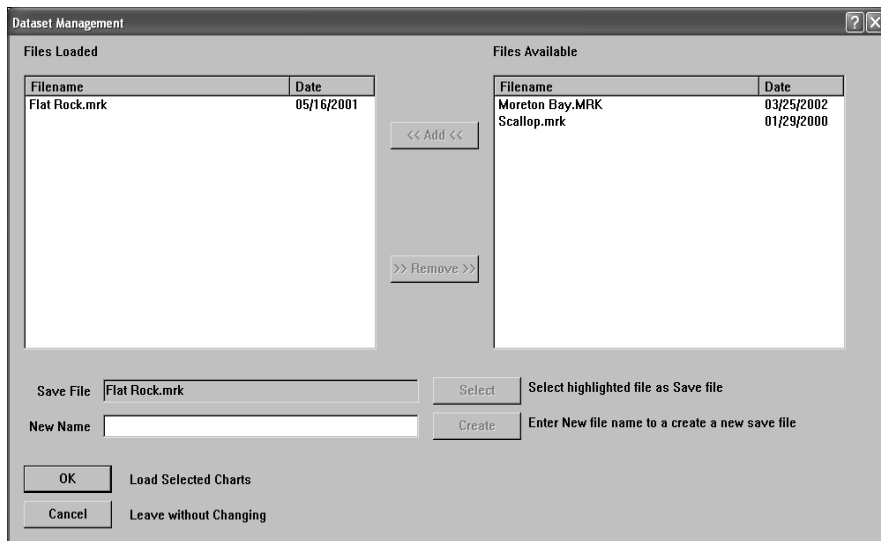 Dataset Management
Files Loaded
Files Available
Filename Date
Flat Rock.mrk 05/16/2001
<< Add <<
>> Remove >>
Filename Date
Moreton Bay.MRK 03/25/2002
Scallop.mrk 01/29/2000
Save File Flat Rock.mrk Select Select highlighted file as Save file
New Name Create Enter New file name to a create a new save file
OK Load Selected Charts
Cancel Leave without Changing